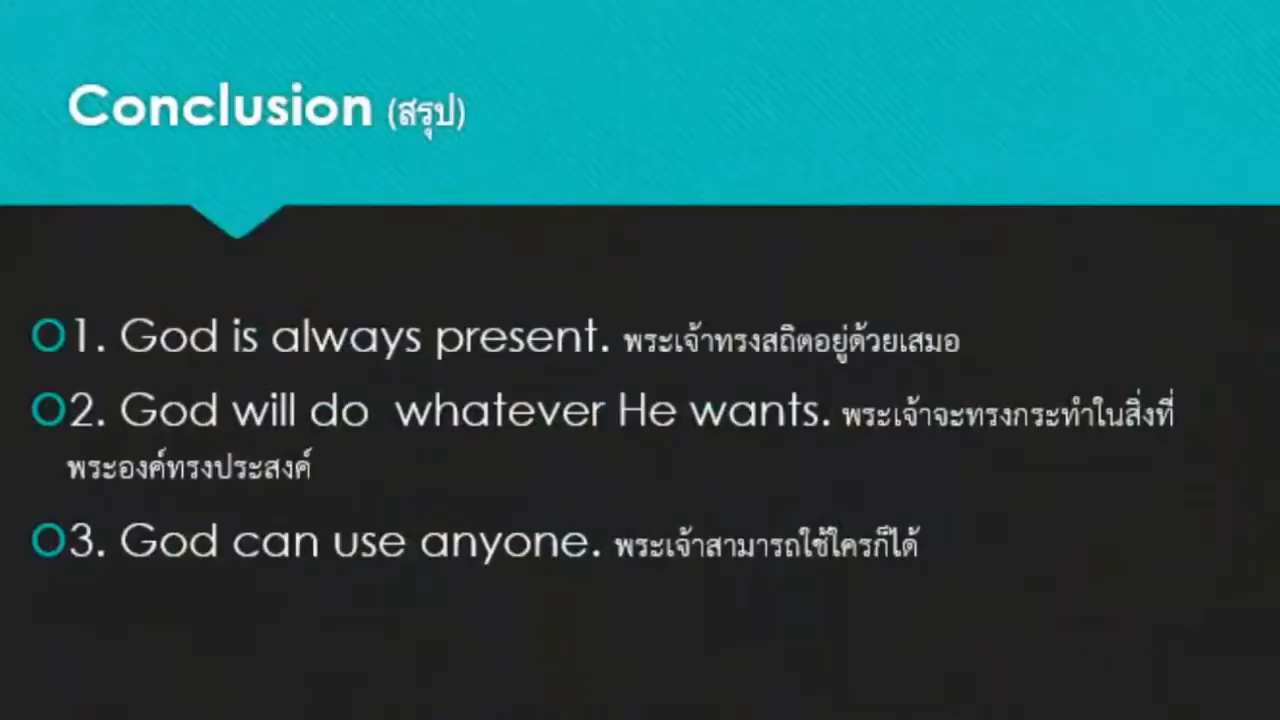 Conclusion (สรุป)
1. God is always present. พระเจ้าทรงสถิตอยู่ด้วยเสมอ
2. God will do  whatever He wants. พระเจ้าจะทรงกระทำในสิ่งที่
พระองค์ทรงประสงค์
3. God can use anyone. พระเจ้าสามารถใช้ใครก็ได้